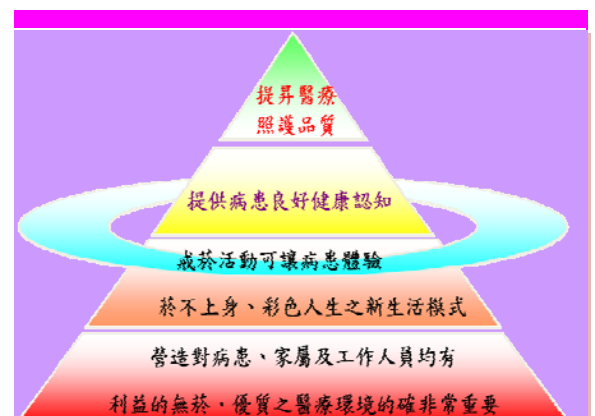 提昇醫療
照護品質
提供病患良好健康認知
戒菸活動可讓病患體驗
菸不上身、彩色人生之新生活模式
營造對病患、家屬及工作人員均有
利益的無菸,優質之醫療環境的確非常重要